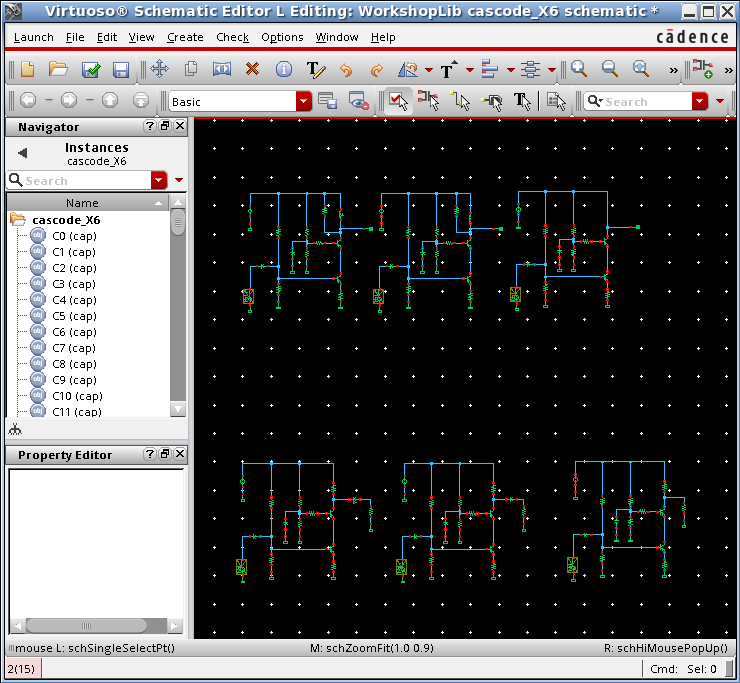 Virtuoso® Schematic Editor L Editing: WorkshopLib cascode_X6 schematic *
Launch File Edit View Create Check Options Window Help
cādence
T T »
Basic
T Search
Navigator ?
Instances
cascode_X6
Search
Name
cascode_X6
C0 (cap)
C1 (cap)
C2 (cap)
C3 (cap)
C4 (cap)
C5 (cap)
C6 (cap)
C7 (cap)
C8 (cap)
C9 (cap)
C10 (cap)
C11 (cap)
Property Editor ?
mouse L: schSingleSelectPt() M: schZoomFit(1.0 0.9) R: schHiMousePopUp()
2(15) Cmd: Sel: 0